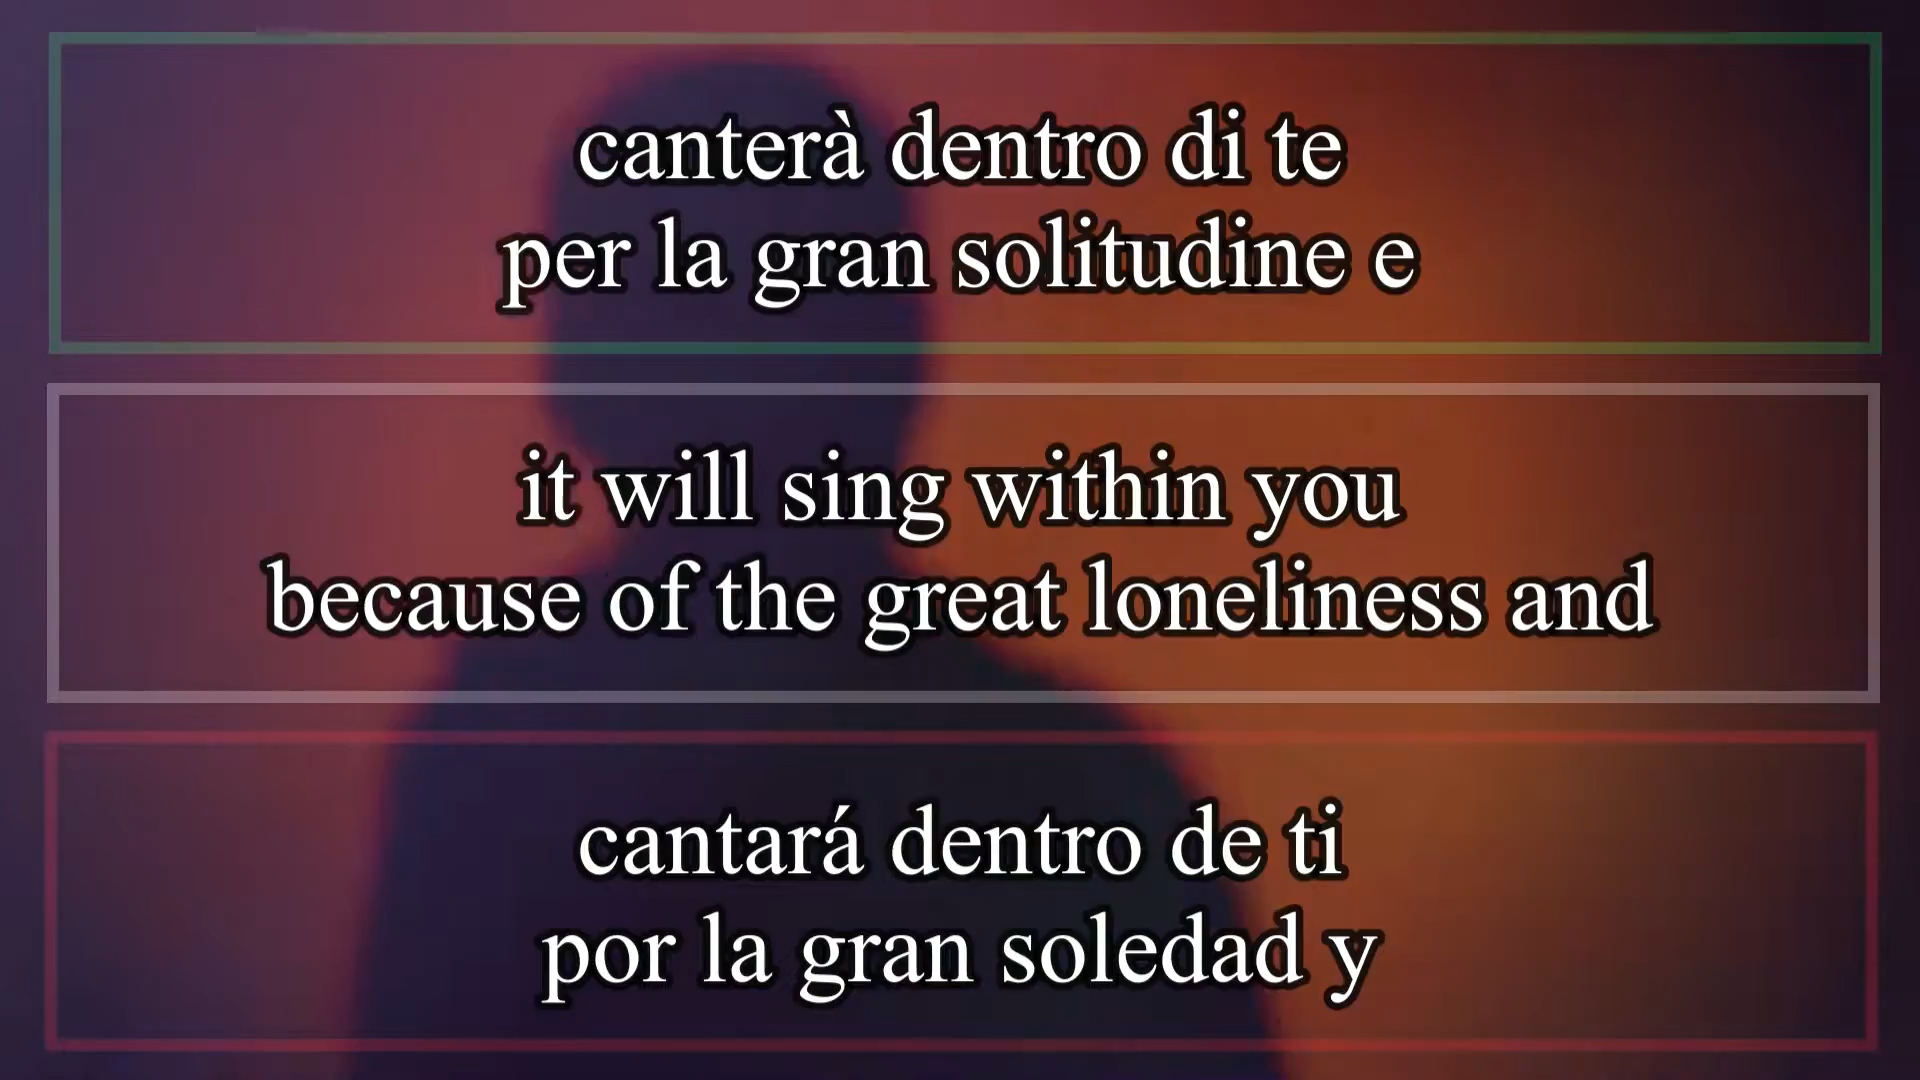 canterà dentro di te
per la gran solitudine e
it will sing within you
because of the great loneliness and
cantará dentro de ti
por la gran soledad y